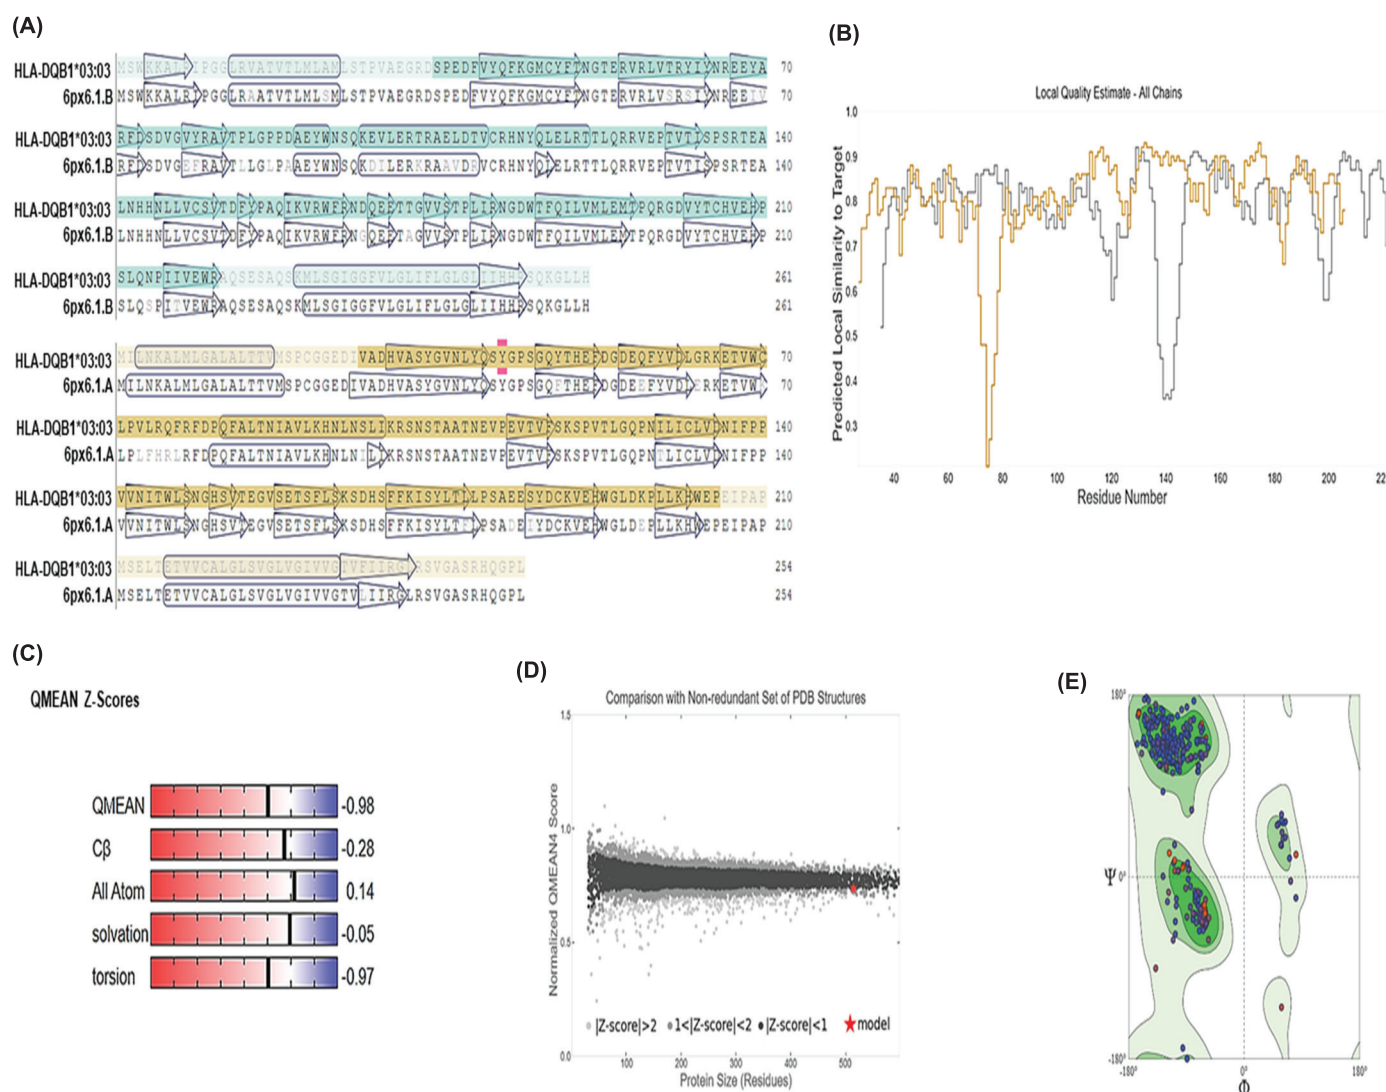 (A)
HLA-DQB1*03:03 MSWKKALRIPGGLRVATVTLMLAMLSTPVAEGRDSPEDFVYQFKGMCYFTNGTERVRLVTRYIYNREEYA 70
6px6.1.B MSWKKALRIPGGLRAATVTLMLSMLSTPVAEGRDSPEDFVYQFKGMCYFTNGTERVRLVSRSIYNREEIV 70
HLA-DQB1*03:03 RFDSDVGVYRAVTPLGPPDAEYWNSQKEVLERTRAELDTVCRHNYQLELRTTLQRRVEPTVTISPSRTEA 140
6px6.1.B RFDSDVGEFRAVTLLGLPAAEYWNSQKDILERKRAAVDRVCRHNYQLELRTTLQRRVEPTVTISPSRTEA 140
HLA-DQB1*03:03 LNHHNLLVCSVTDFYPAQIKVRWFRNDQEETTGVVSTPLIRNGDWTFQILVMLEMTPQRGDVYTCHVEHP 210
6px6.1.B LNHHNLLVCSVTDFYPAQIKVRWFRNGQEETAGVVSTPLIRNGDWTFQILVMLEMTPQRGDVYTCHVEHP 210
HLA-DQB1*03:03 SLQNPIIVEWRAQSESAQSKMLSGIGGFVLGLIFLGLGLIIHHRSQKGLLH 261
6px6.1.B SLQSPITVEWRAQSESAQSKMLSGIGGFVLGLIFLGLGLIIHHRSQKGLLH 261
HLA-DQB1*03:03 MILNKALMLGALALTTVMSPCGGEDIVADHVASYGVNLYQSYGPSGQYTHEFDGDEQFYVDLGRKETVWC 70
6px6.1.A MILNKALMLGALALTTVMSPCGGEDIVADHVASYGVNLYQSYGPSGQFTHEFDGDEEFYVDLERKETVWL 70
HLA-DQB1*03:03 LPVLRQFRFDPQFALTNIAVLKHNLNSLIKRSNSTAATNEVPEVTVFSKSPVTLGQPNILICLVDNIFPP 140
6px6.1.A LPLFHRLRFDPQFALTNIAVLKHNLNILIKRSNSTAATNEVPEVTVFSKSPVTLGQPNTLICLVDNIFPP 140
HLA-DQB1*03:03 VVNITWLSNGHSVTEGVSETSFLSKSDHSFFKISYLTLLPSAEESYDCKVEHWGLDKPLLKHWEPEIPAP 210
6px6.1.A VVNITWLSNGHSVTEGVSETSFLSKSDHSFFKISYLTFLPSADEIYDCKVEHWGLDEPLLKHWEPEIPAP 210
HLA-DQB1*03:03 MSELTETVVCALGLSVGLVGIVVGTVFIIRGLRSVGASRHQGPL 254
6px6.1.A MSELTETVVCALGLSVGLVGIVVGTVLIIRGLRSVGASRHQGPL 254
(B)
Local Quality Estimate - All Chains
Predicted Local Similarity to Target
1.0
0.9
0.8
0.7
0.6
0.5
0.4
0.3
40 60 80 100 120 140 160 180 200 22
Residue Number
(C)
QMEAN Z-Scores
QMEAN -0.98
Cβ -0.28
All Atom 0.14
solvation -0.05
torsion -0.97
(D)
Comparison with Non-redundant Set of PDB Structures
Normalized QMEAN4 Score
1.5
1.0
0.5
0.0
|Z-score|>2 1<|Z-score|<2 |Z-score|<1 model
100 200 300 400 500
Protein Size (Residues)
(E)
180°
Ψ 0°
-180°
-180° 0° 180°
Φ